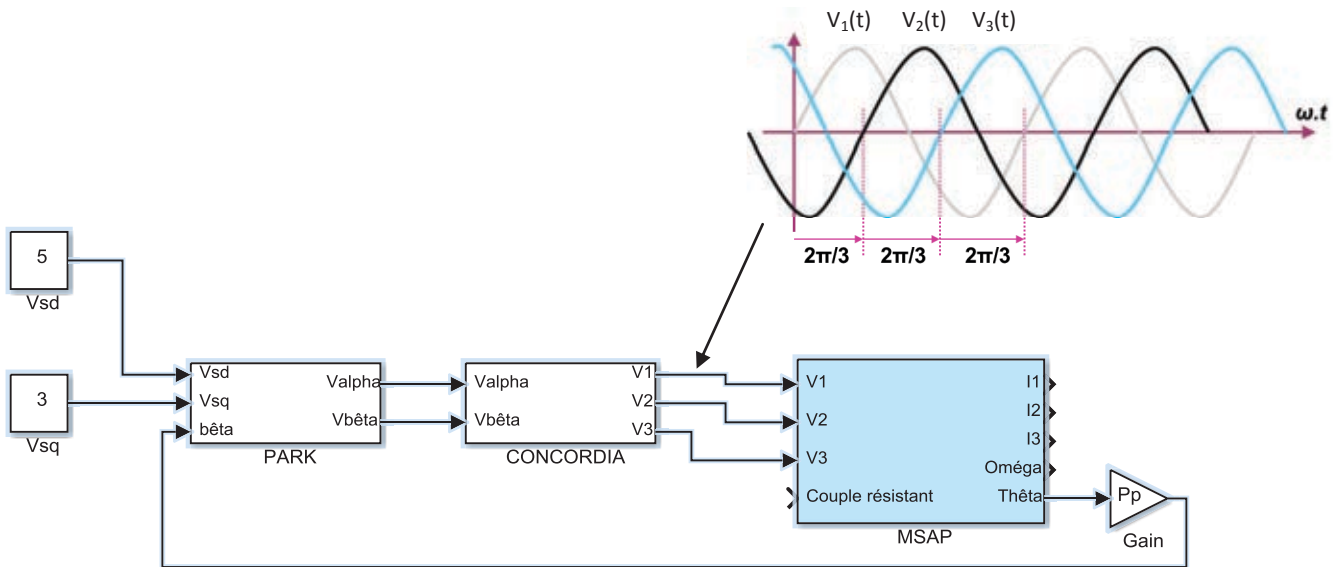 V₁(t) V₂(t) V₃(t)
ω.t
2π/3 2π/3 2π/3
5
Vsd
3
Vsq
Vsd
Vsq
bêta
Valpha
Vbêta
PARK
Valpha
Vbêta
V1
V2
V3
CONCORDIA
V1
V2
V3
Couple résistant
I1
I2
I3
Oméga
Thêta
MSAP
Pp
Gain